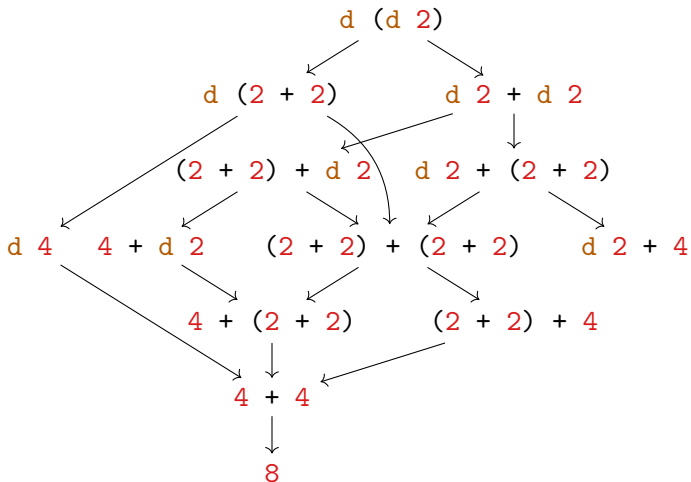 d (d 2)
d (2 + 2)
d 2 + d 2
(2 + 2) + d 2
d 2 + (2 + 2)
d 4
4 + d 2
(2 + 2) + (2 + 2)
d 2 + 4
4 + (2 + 2)
(2 + 2) + 4
4 + 4
8